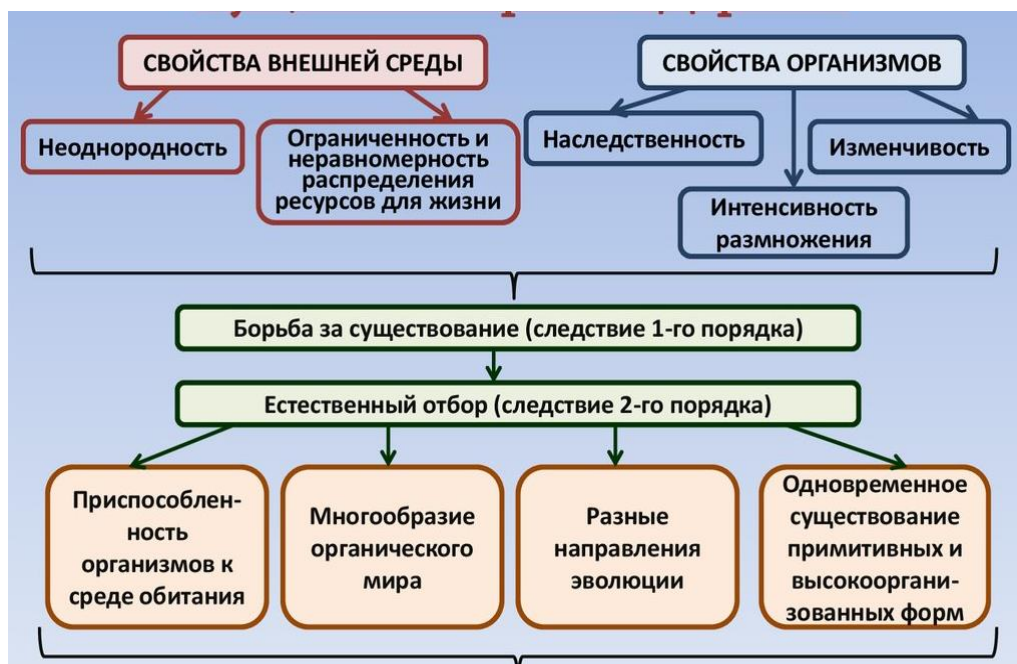 СВОЙСТВА ВНЕШНЕЙ СРЕДЫ
СВОЙСТВА ОРГАНИЗМОВ
Неоднородность
Ограниченность и
неравномерность
распределения
ресурсов для жизни
Наследственность
Изменчивость
Интенсивность
размножения
Борьба за существование (следствие 1-го порядка)
Естественный отбор (следствие 2-го порядка)
Приспособлен-
ность
организмов к
среде обитания
Многообразие
органического
мира
Разные
направления
эволюции
Одновременное
существование
примитивных и
высокооргани-
зованных форм